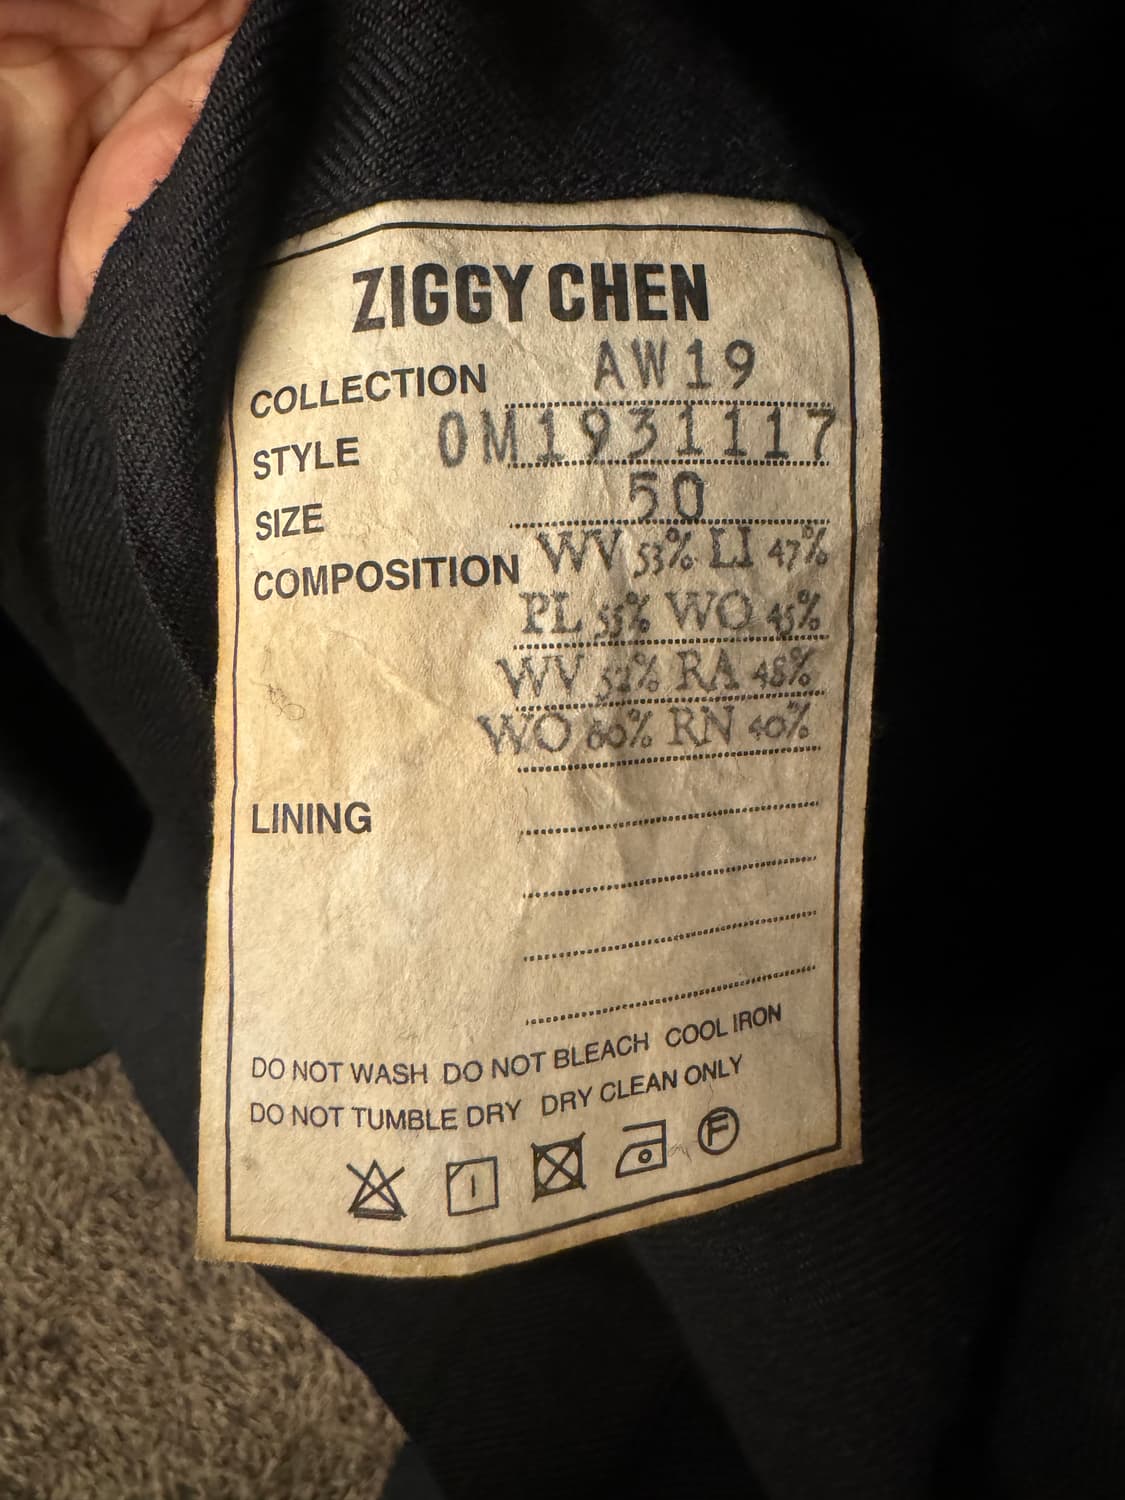 ZIGGY CHEN
COLLECTION AW19
STYLE 0M1931117
SIZE 50
COMPOSITION WV 53% LI 47%
PL 55% WO 45%
WV 52% RA 48%
WO 60% RN 40%
LINING
DO NOT WASH DO NOT BLEACH COOL IRON
DO NOT TUMBLE DRY DRY CLEAN ONLY
F